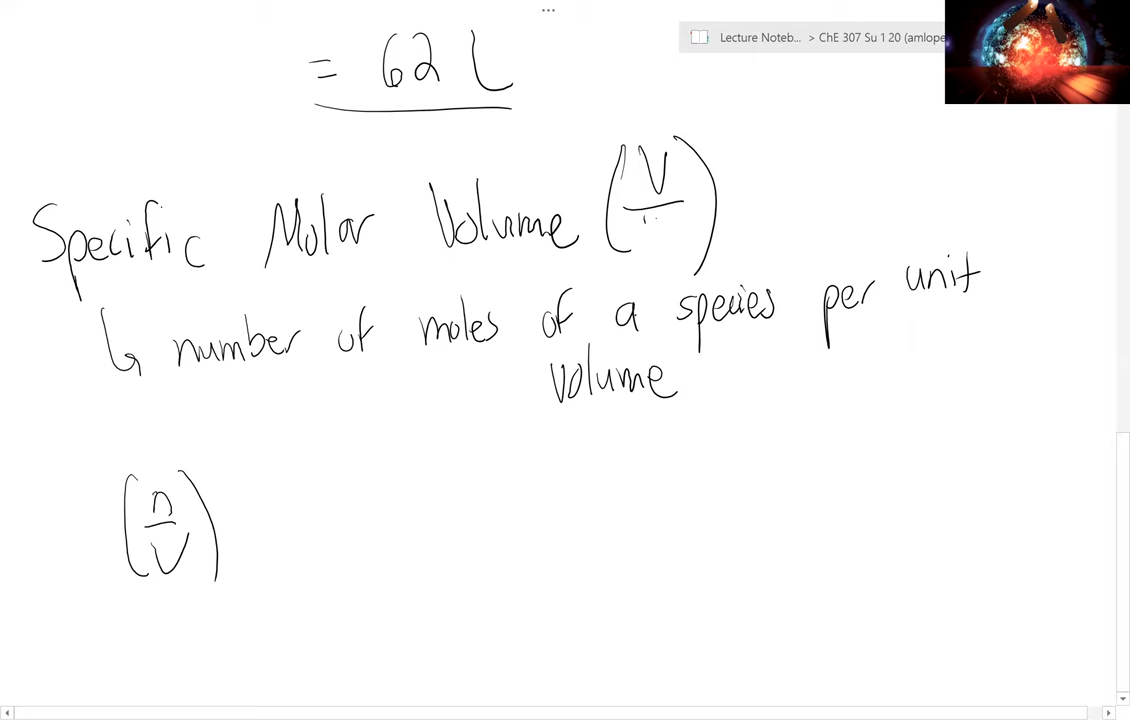 = 62 L
Lecture Noteb... > ChE 307 Su 1 20 (amlope
Specific Molar Volume (V/
↳ number of moles of a species per unit
volume
(n/V)